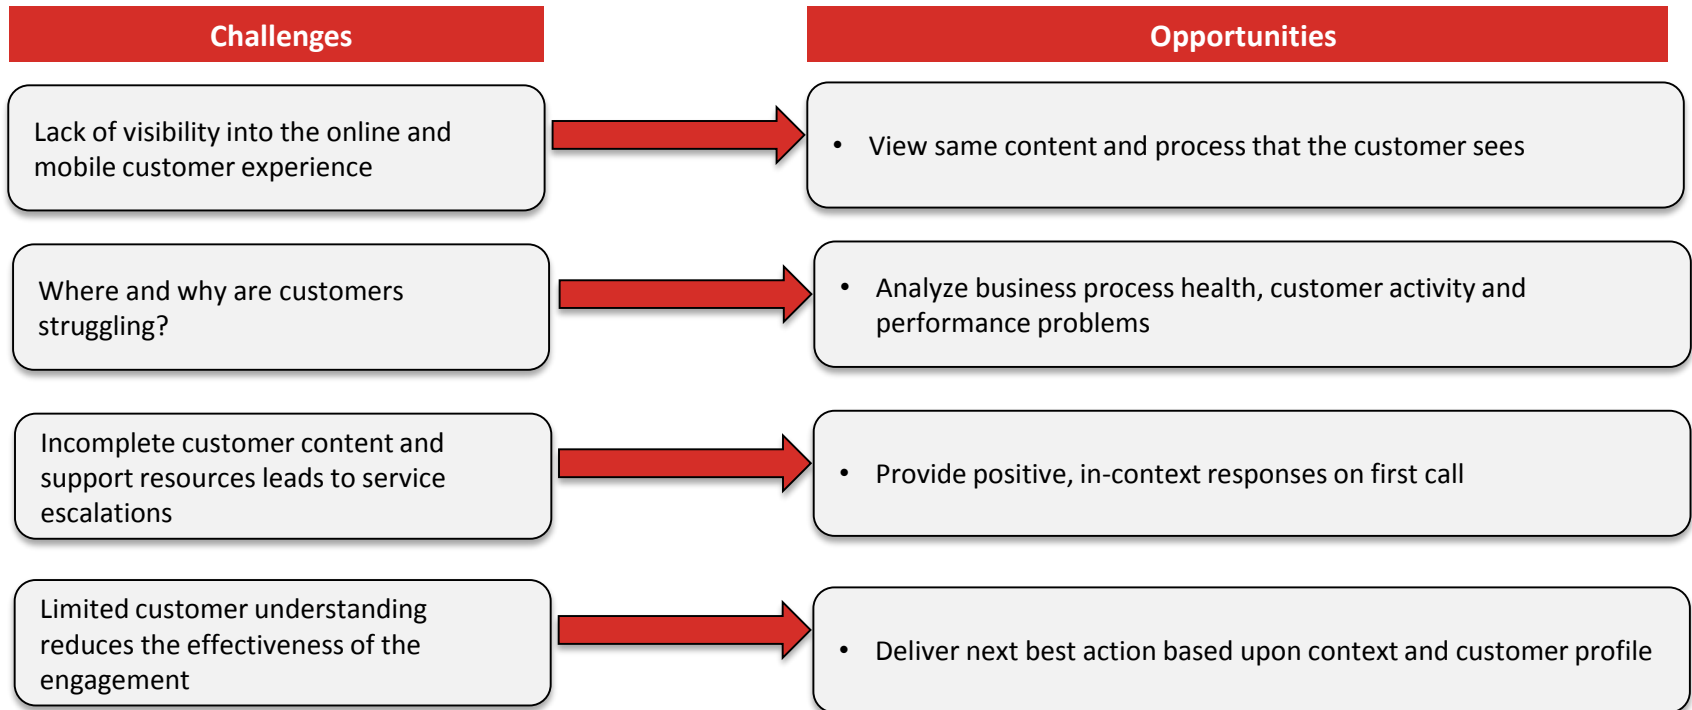 Challenges
Opportunities
Lack of visibility into the online and
mobile customer experience
• View same content and process that the customer sees
Where and why are customers
struggling?
• Analyze business process health, customer activity and
performance problems
Incomplete customer content and
support resources leads to service
escalations
• Provide positive, in-context responses on first call
Limited customer understanding
reduces the effectiveness of the
engagement
• Deliver next best action based upon context and customer profile